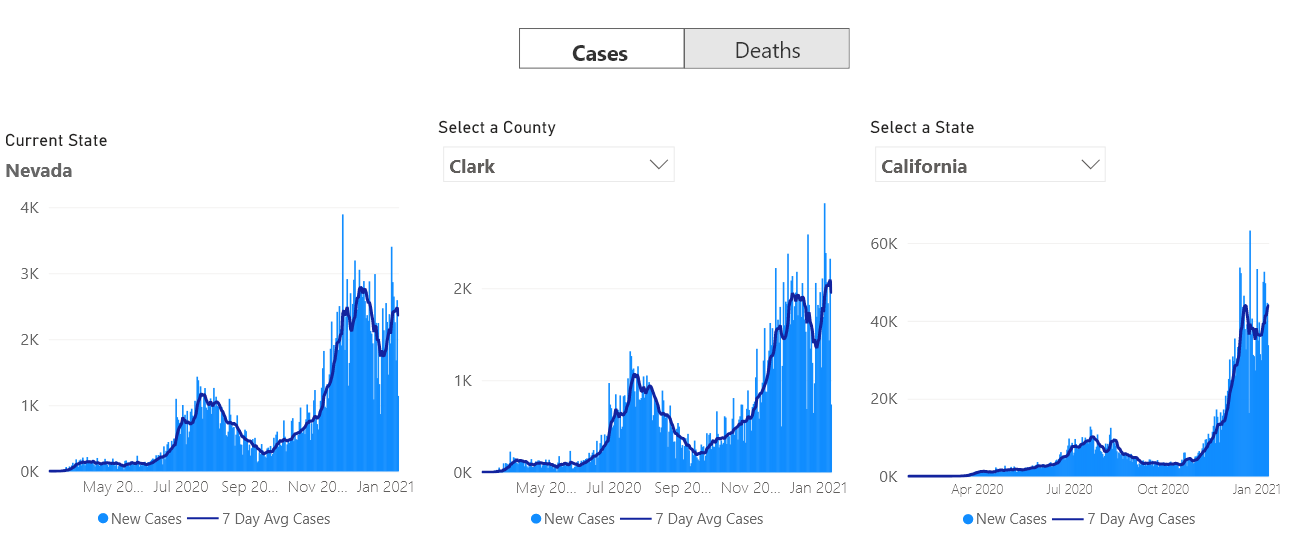 Cases Deaths
Current State
Nevada
4K
3K
2K
1K
0K
May 20... Jul 2020 Sep 20... Nov 20... Jan 2021
New Cases 7 Day Avg Cases
Select a County
Clark
2K
1K
0K
May 20... Jul 2020 Sep 20... Nov 20... Jan 2021
New Cases 7 Day Avg Cases
Select a State
California
60K
40K
20K
0K
Apr 2020 Jul 2020 Oct 2020 Jan 2021
New Cases 7 Day Avg Cases